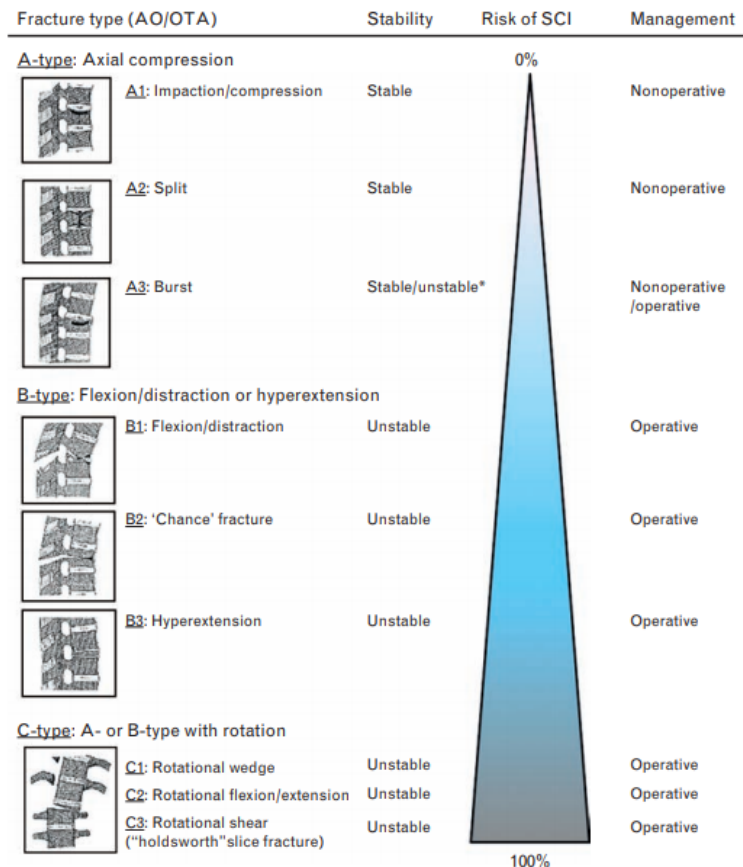 Fracture type (AO/OTA) Stability Risk of SCI Management
A-type: Axial compression 0%
A1: Impaction/compression Stable Nonoperative
A2: Split Stable Nonoperative
A3: Burst Stable/unstable* Nonoperative
/operative
B-type: Flexion/distraction or hyperextension
B1: Flexion/distraction Unstable Operative
B2: ‘Chance’ fracture Unstable Operative
B3: Hyperextension Unstable Operative
C-type: A- or B-type with rotation
C1: Rotational wedge Unstable Operative
C2: Rotational flexion/extension Unstable Operative
C3: Rotational shear Unstable Operative
("holdsworth"slice fracture)
100%